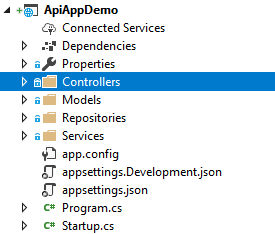 ApiAppDemo
Connected Services
Dependencies
Properties
Controllers
Models
Repositories
Services
app.config
appsettings.Development.json
appsettings.json
C# Program.cs
C# Startup.cs